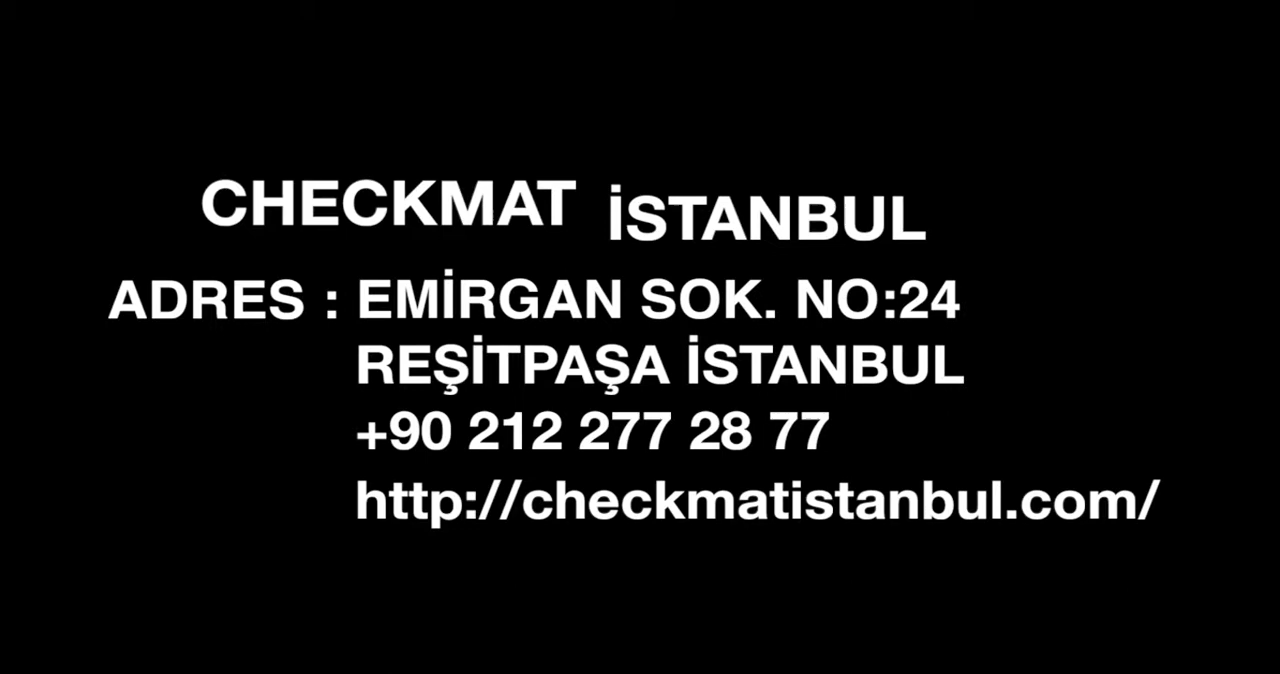 CHECKMAT İSTANBUL
ADRES : EMİRGAN SOK. NO:24
REŞİTPAŞA İSTANBUL
+90 212 277 28 77
http://checkmatistanbul.com/